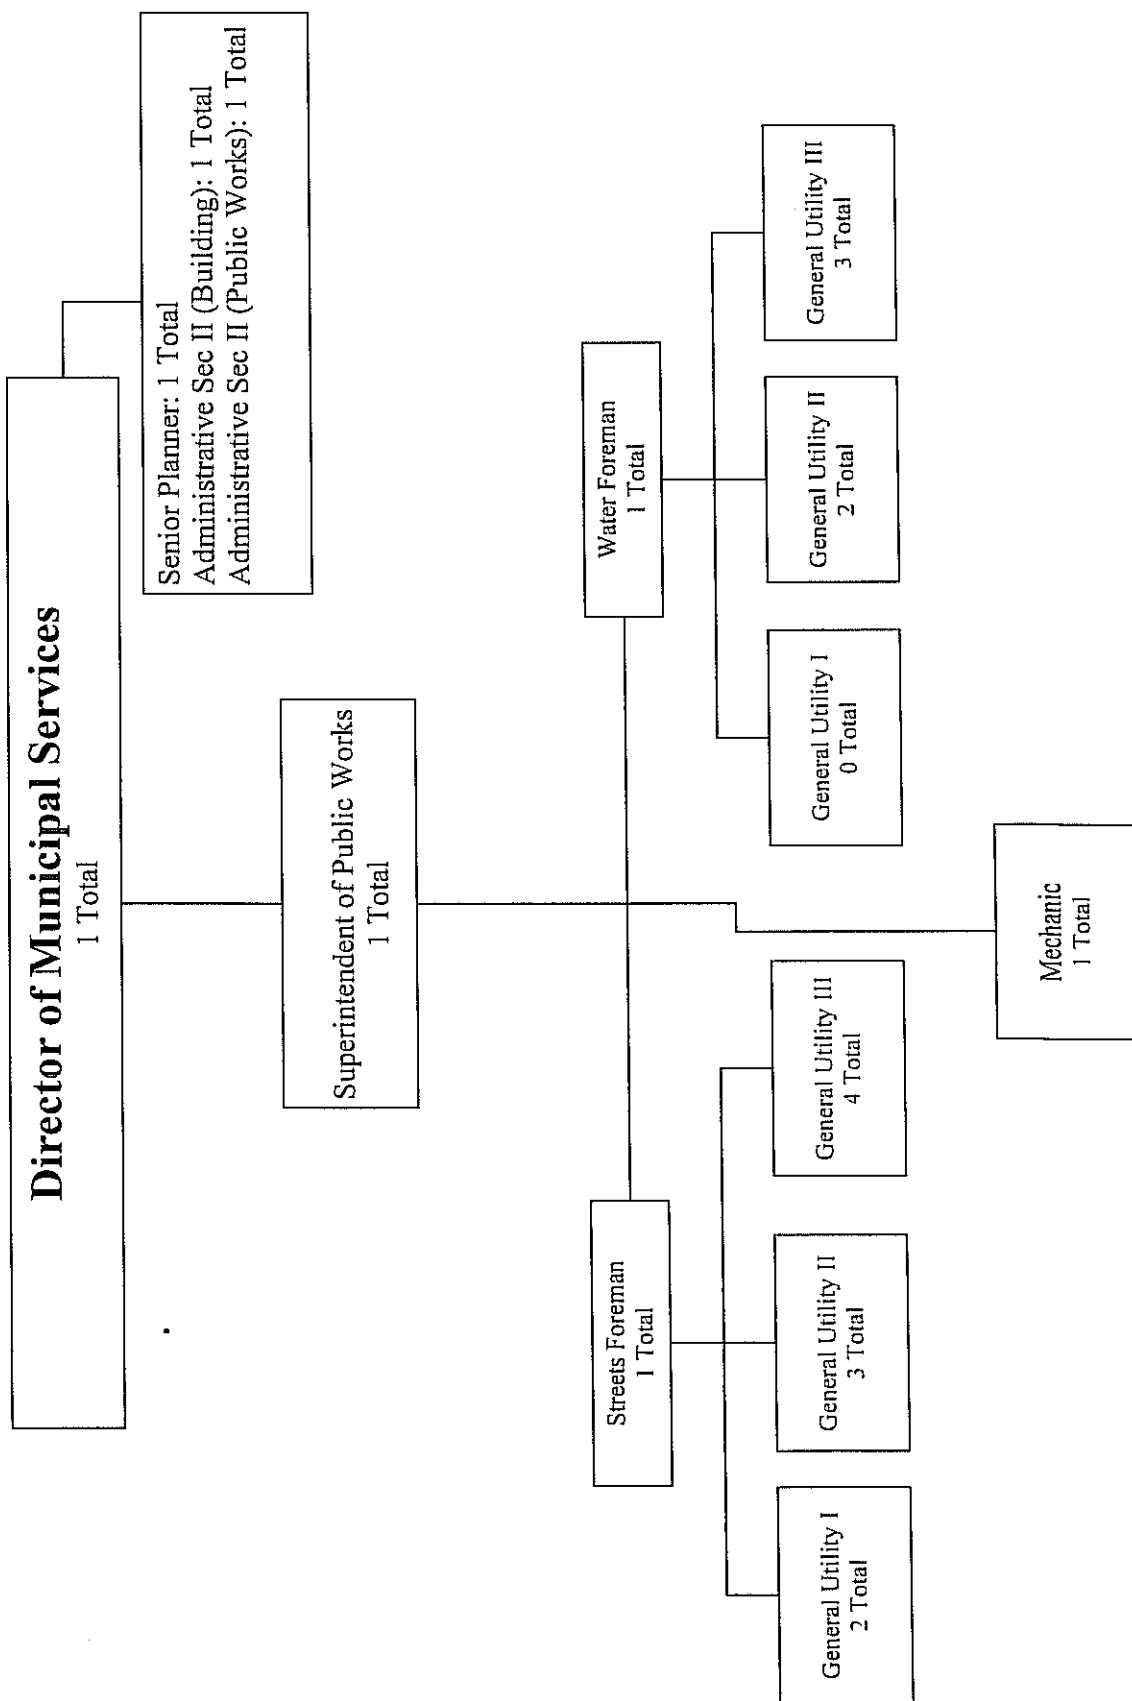 Director of Municipal Services
1 Total
Senior Planner: 1 Total
Administrative Sec II (Building): 1 Total
Administrative Sec II (Public Works): 1 Total
Superintendent of Public Works
1 Total
Streets Foreman
1 Total
Water Foreman
1 Total
General Utility I
2 Total
General Utility II
3 Total
General Utility III
4 Total
General Utility I
0 Total
General Utility II
2 Total
General Utility III
3 Total
Mechanic
1 Total